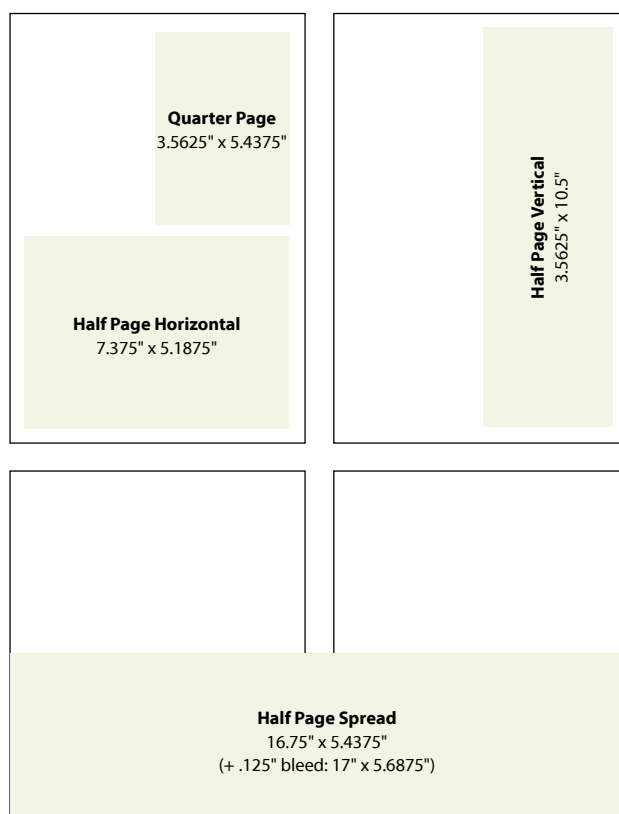 Quarter Page
3.5625" x 5.4375"
Half Page Horizontal
7.375" x 5.1875"
Half Page Vertical
3.5625" x 10.5"
Half Page Spread
16.75" x 5.4375"
(+ .125" bleed: 17" x 5.6875")